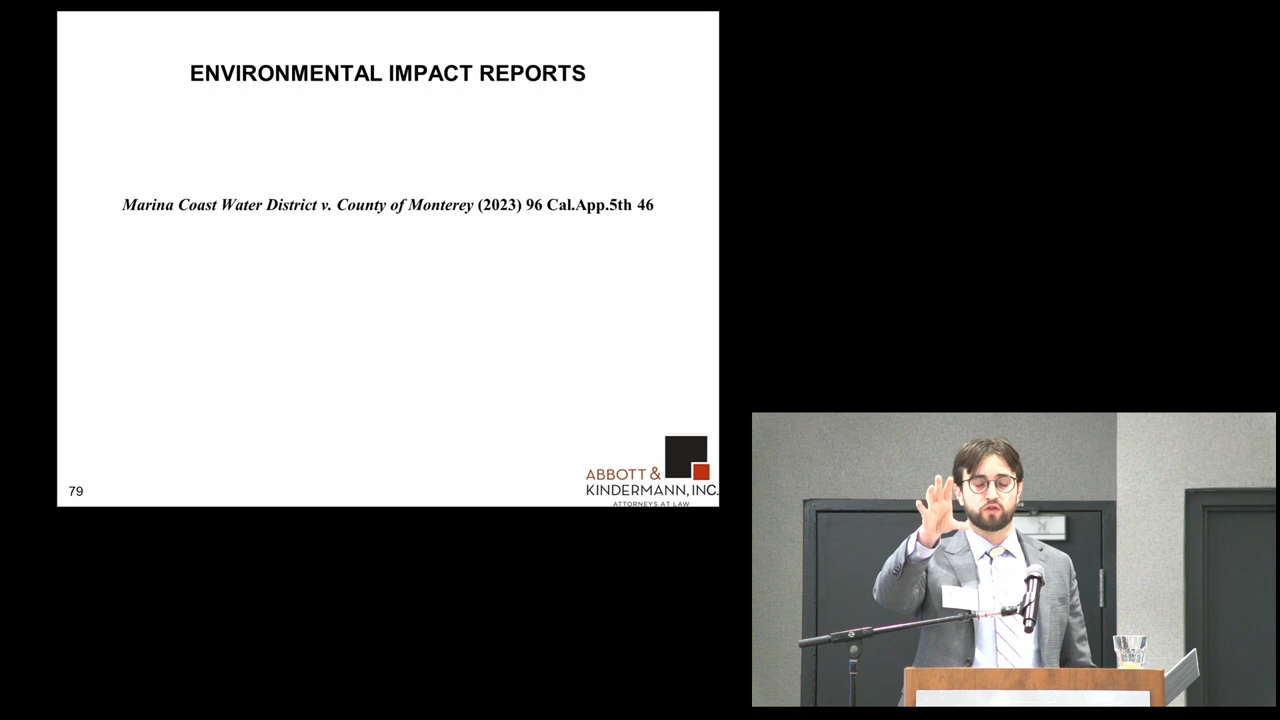 ENVIRONMENTAL IMPACT REPORTS
Marina Coast Water District v. County of Monterey (2023) 96 Cal.App.5th 46
79
ABBOTT &
KINDERMANN, INC.
ATTORNEYS AT LAW